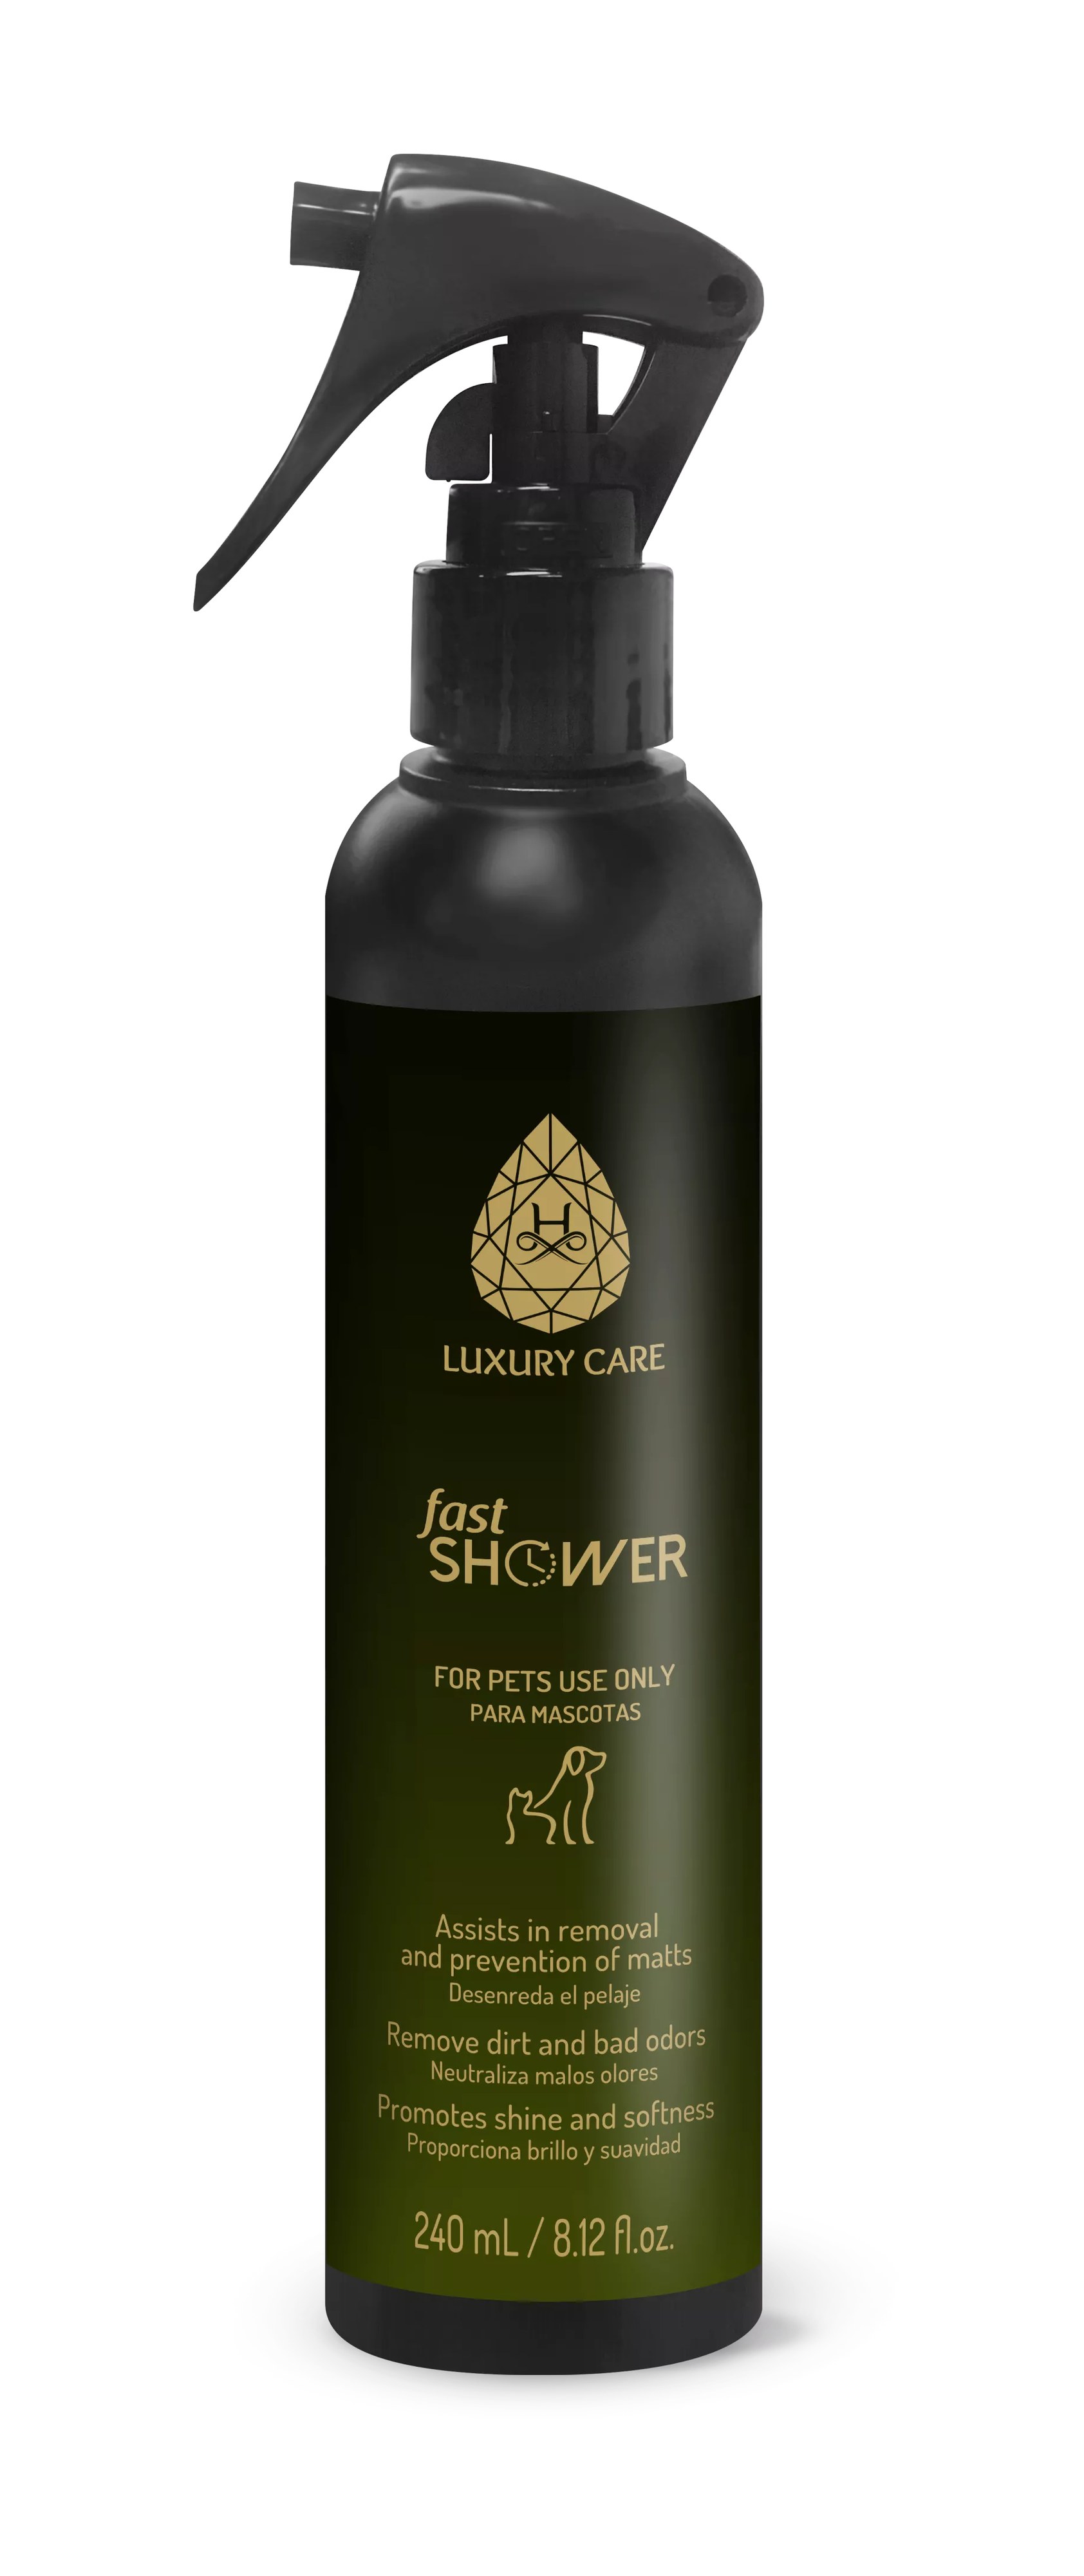 H
LUXURY CARE
fast
SHOWER
FOR PETS USE ONLY
PARA MASCOTAS
Assists in removal
and prevention of matts
Desenreda el pelaje
Remove dirt and bad odors
Neutraliza malos olores
Promotes shine and softness
Proporciona brillo y suavidad
240 mL / 8.12 fl.oz.